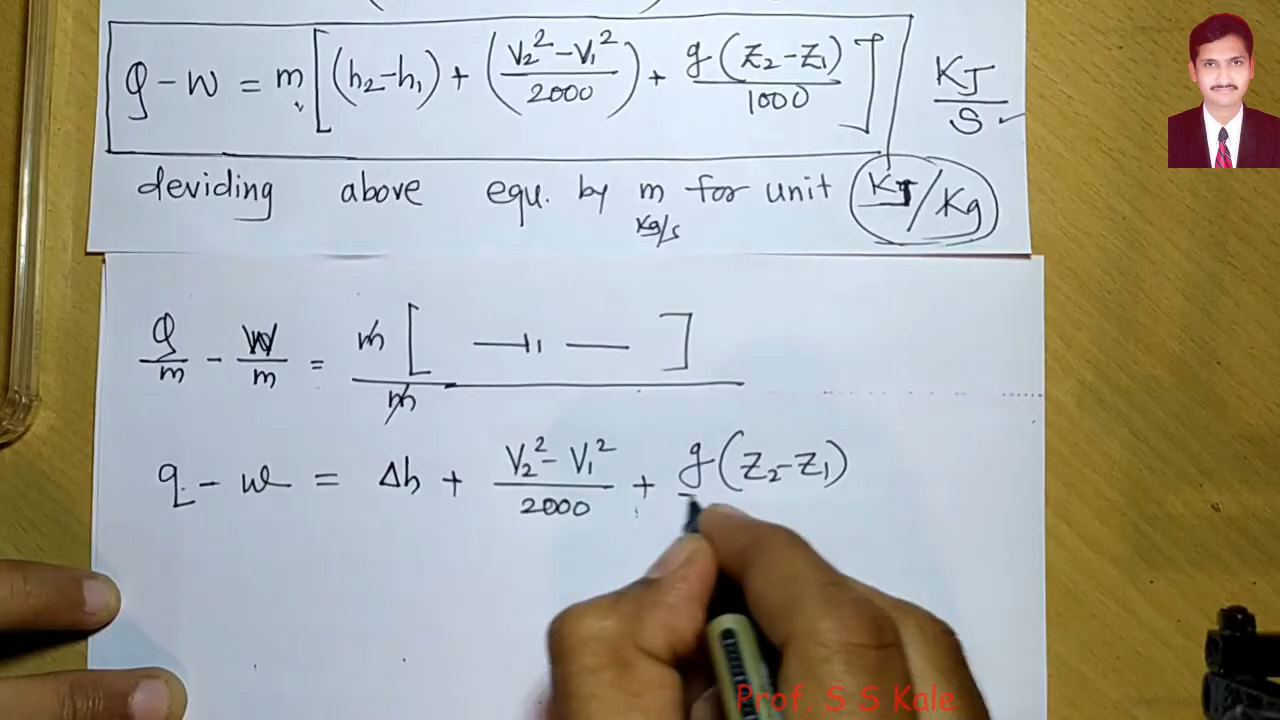 Q - W = m [ (h₂-h₁) + ( V₂² - V₁² / 2000 ) + g (Z₂-Z₁) / 1000 ] KJ / S
deviding above equ. by m for unit KJ/Kg
Kg/s
Q/m - W/m = m [ —ıı— ] / m
q - w = Δh + V₂² - V₁² / 2000 + g (Z₂-Z₁)
Prof. S S Kale